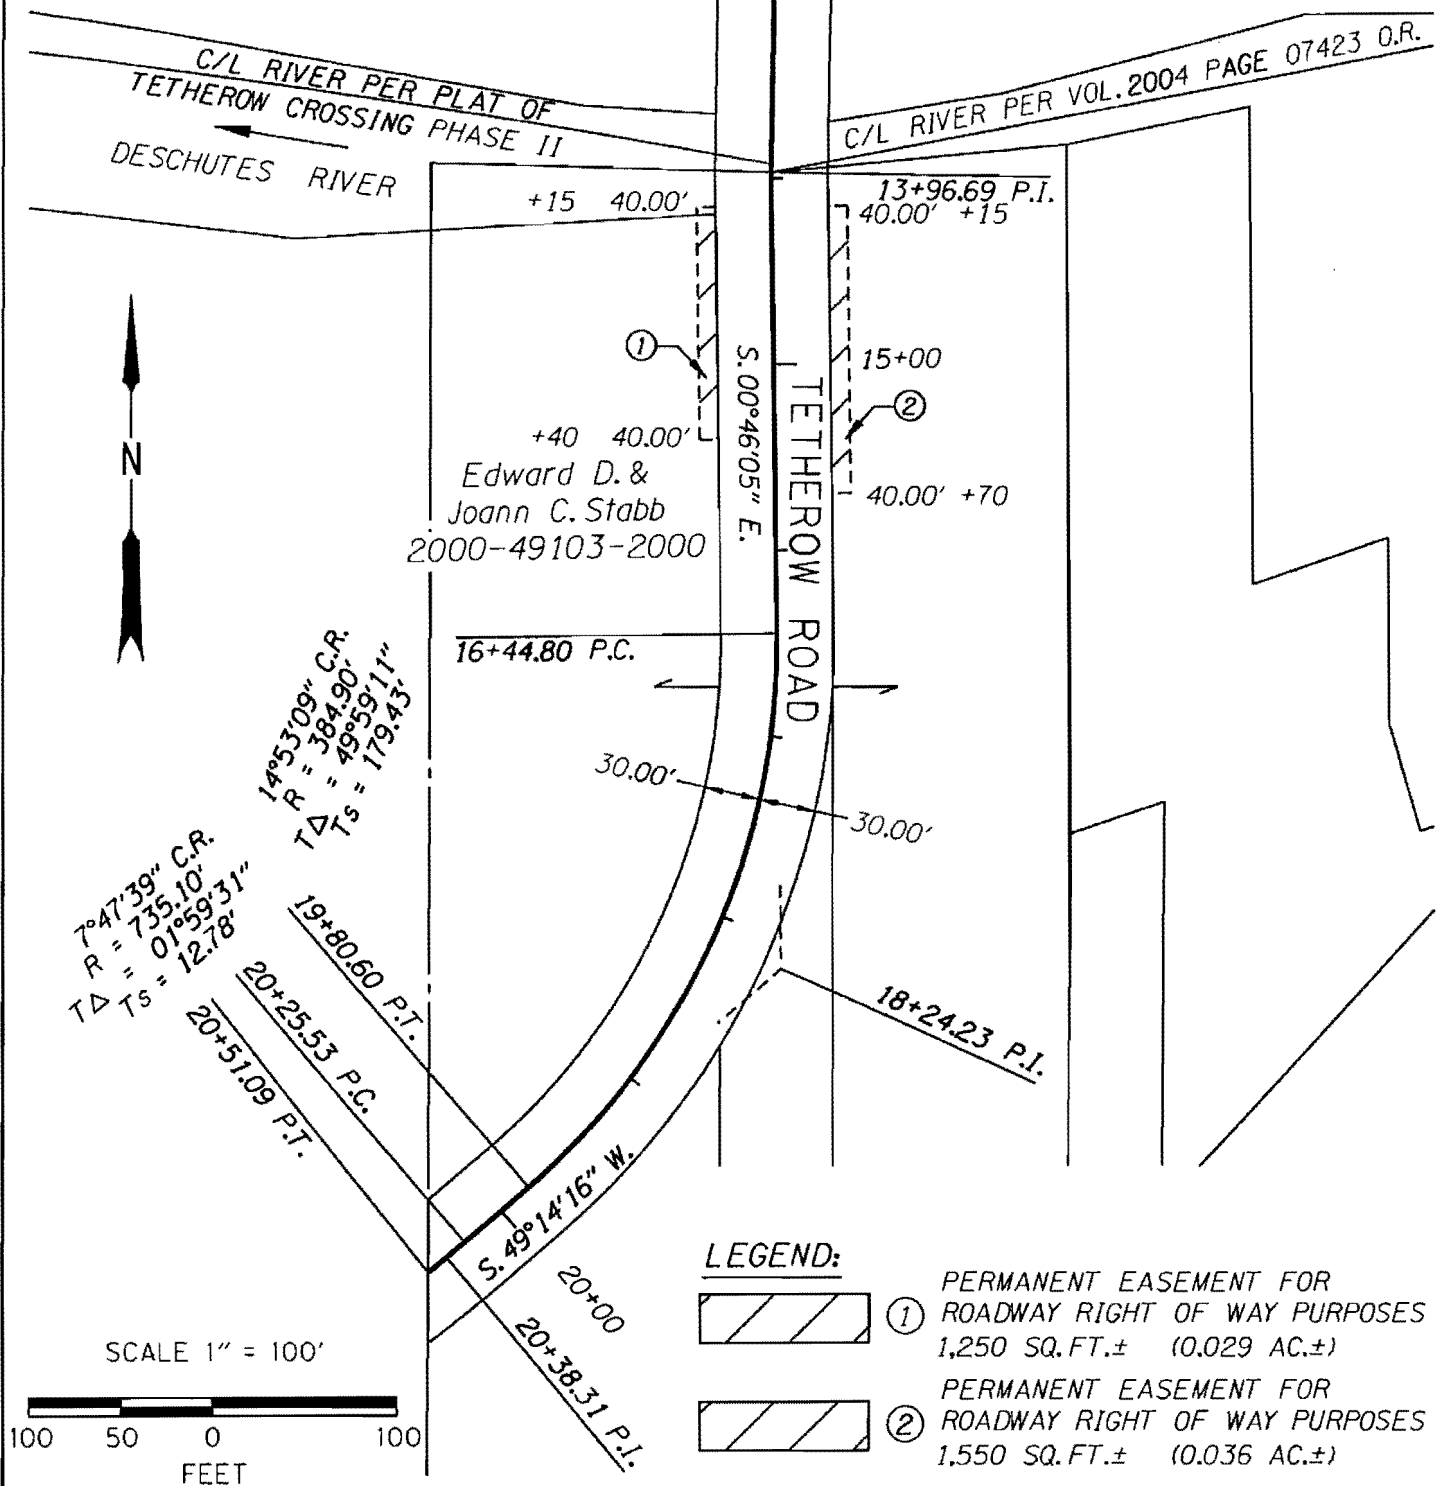 C/L RIVER PER PLAT OF
TETHEROW CROSSING PHASE II
DESCHUTES RIVER
C/L RIVER PER VOL.2004 PAGE 07423 O.R.
13+96.69 P.I.
+15 40.00'
40.00' +15
N
1
15+00
2
S.00°46'05" E.
TETHEROW ROAD
+40 40.00'
40.00' +70
Edward D. &
Joann C. Stabb
2000-49103-2000
16+44.80 P.C.
14°53'09" C.R.
R = 384.90'
T∆ = 49°59'11"
Ts = 179.43'
30.00'
30.00'
7°47'39" C.R.
R = 735.10'
T∆ = 01°59'31"
Ts = 12.78'
19+80.60 P.T.
20+25.53 P.C.
20+51.09 P.T.
18+24.23 P.I.
S. 49°14'16" W.
20+00
20+38.31 P.I.
SCALE 1" = 100'
100 50 0 100
FEET
LEGEND:
1
PERMANENT EASEMENT FOR
ROADWAY RIGHT OF WAY PURPOSES
1,250 SQ.FT.± (0.029 AC.±)
2
PERMANENT EASEMENT FOR
ROADWAY RIGHT OF WAY PURPOSES
1,550 SQ.FT.± (0.036 AC.±)